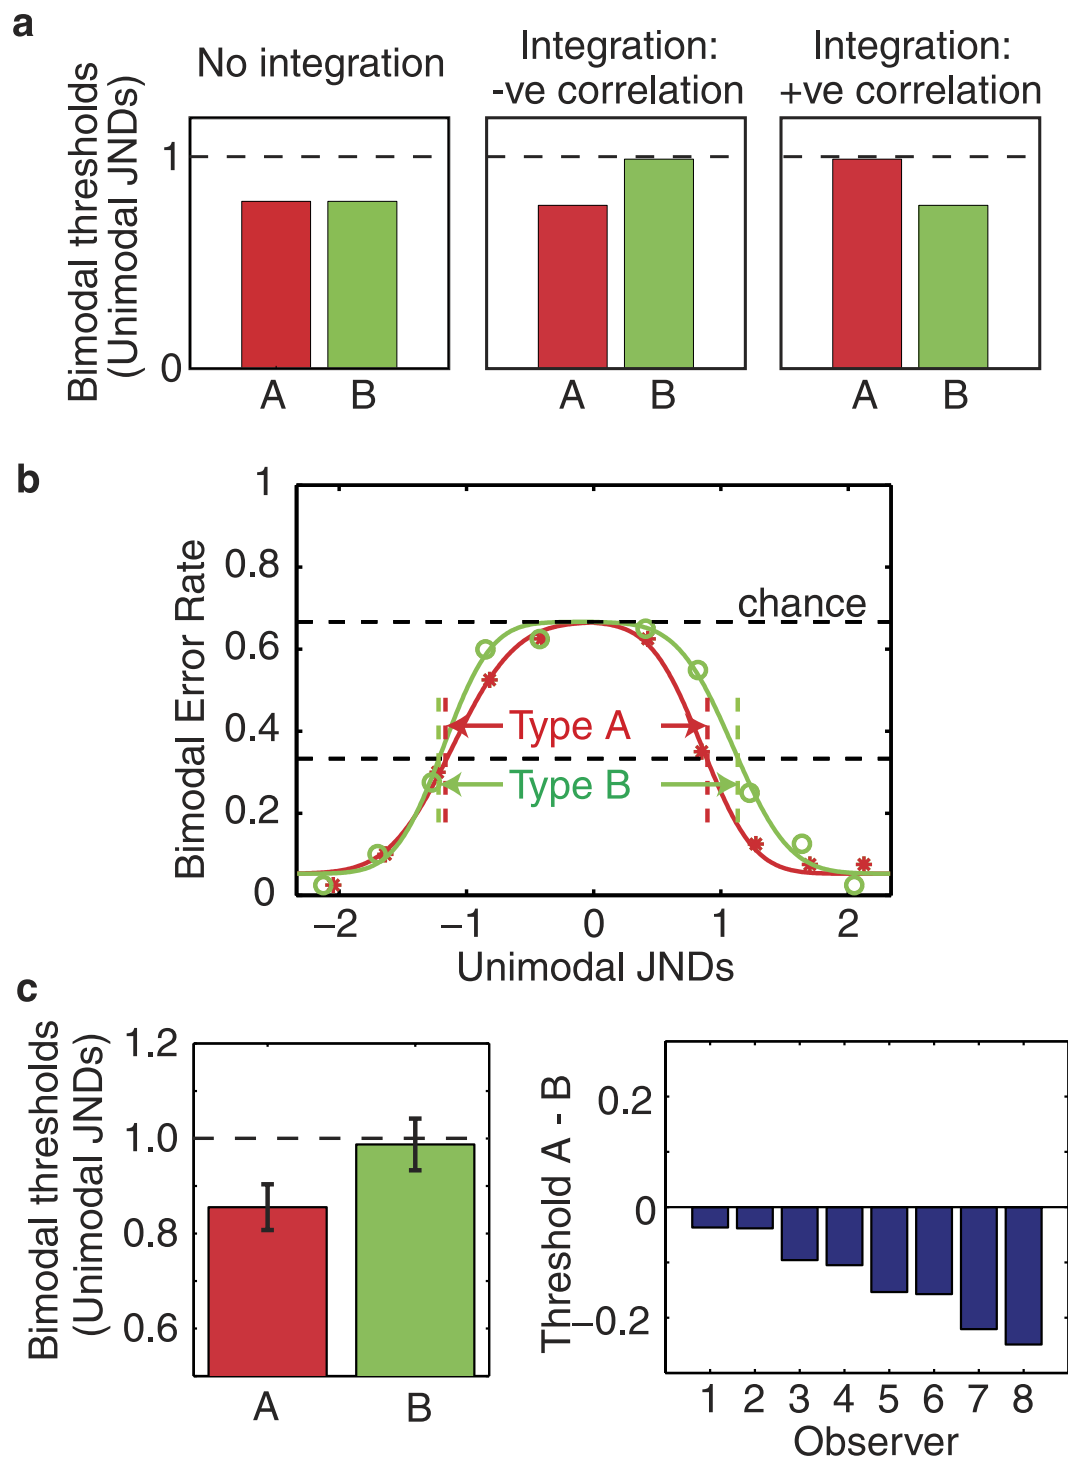 a
No integration
Integration:
-ve correlation
Integration:
+ve correlation
Bimodal thresholds
(Unimodal JNDs)
1
0
A B
A B
A B
b
Bimodal Error Rate
1
0.8
0.6
0.4
0.2
0
chance
Type A
Type B
−2 −1 0 1 2
Unimodal JNDs
c
Bimodal thresholds
(Unimodal JNDs)
1.2
1.0
0.8
0.6
A B
Threshold A - B
0.2
0
−0.2
1 2 3 4 5 6 7 8
Observer